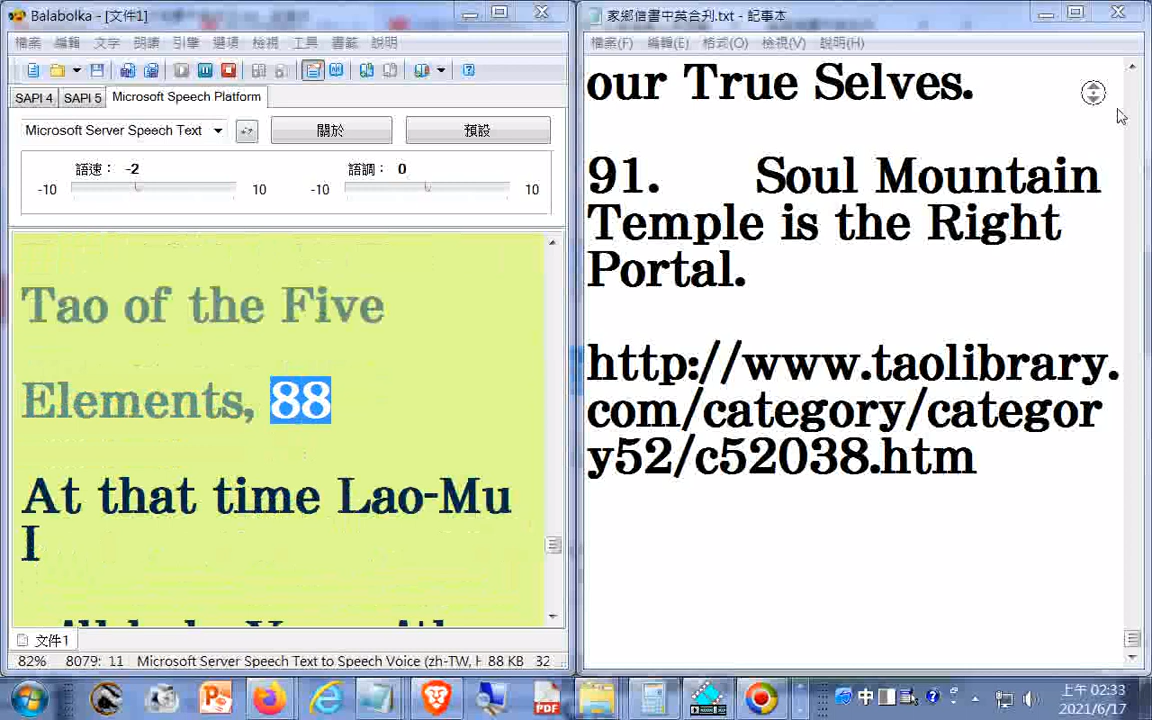 Balabolka - [文件1]
檔案 編輯 文字 朗讀 引擎 選項 檢視 工具 書籤 說明
SAPI 4 SAPI 5 Microsoft Speech Platform
Microsoft Server Speech Text 關於 預設
語速： -2 語調： 0
-10 10 -10 10
Tao of the Five
Elements, 88
At that time Lao-Mu
I
文件1
82% 8079: 11 Microsoft Server Speech Text to Speech Voice (zh-TW, H 88 KB 32
家鄉信書中英合刋.txt - 記事本
檔案(F) 編輯(E) 格式(O) 檢視(V) 說明(H)
our True Selves.
91. Soul Mountain
Temple is the Right
Portal.
http://www.taolibrary.
com/category/categor
y52/c52038.htm
中
上午 02:33
2021/6/17